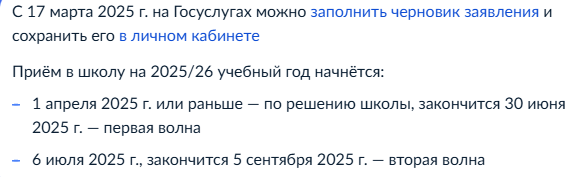 С 17 марта 2025 г. на Госуслугах можно заполнить черновик заявления и
сохранить его в личном кабинете
Приём в школу на 2025/26 учебный год начнётся:
– 1 апреля 2025 г. или раньше — по решению школы, закончится 30 июня
2025 г. — первая волна
– 6 июля 2025 г., закончится 5 сентября 2025 г. — вторая волна